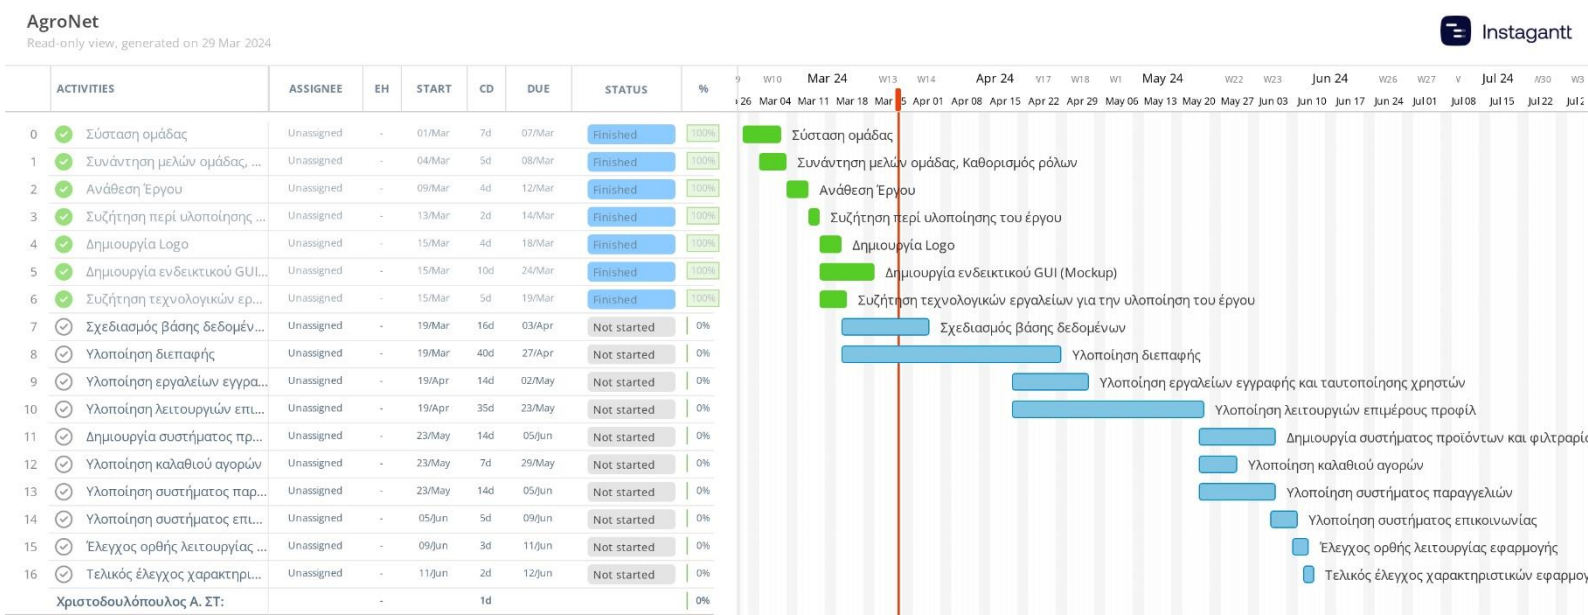 AgroNet
Read-only view, generated on 29 Mar 2024
Instagantt
ACTIVITIES ASSIGNEE EH START CD DUE STATUS %
W10 Mar 24 W13 W14 Apr 24 W18 May 24 W22 W23 Jun 24 W26 W27 Jul 24
26 Mar 04 Mar 11 Mar 18 Mar Apr 01 Apr 08 Apr 15 Apr 22 Apr 29 May 06 May 13 May 20 May 27 Jun 03 Jun 10 Jun 17 Jun 24 Jul 01 Jul 08 Jul 15 Jul 22
0 Σύσταση ομάδας Unassigned - 01/Mar 7d 07/Mar Finished 100% Σύσταση ομάδας
1 Συνάντηση μελών ομάδας, ... Unassigned - 04/Mar 5d 08/Mar Finished 100% Συνάντηση μελών ομάδας, Καθορισμός ρόλων
2 Ανάθεση Έργου Unassigned - 09/Mar 4d 12/Mar Finished 100% Ανάθεση Έργου
3 Συζήτηση περί υλοποίησης ... Unassigned - 13/Mar 2d 14/Mar Finished 100% Συζήτηση περί υλοποίησης του έργου
4 Δημιουργία Logo Unassigned - 15/Mar 4d 18/Mar Finished 100% Δημιουργία Logo
5 Δημιουργία ενδεικτικού GUI... Unassigned - 15/Mar 10d 24/Mar Finished 100% Δημιουργία ενδεικτικού GUI (Mockup)
6 Συζήτηση τεχνολογικών ερ... Unassigned - 15/Mar 5d 19/Mar Finished 100% Συζήτηση τεχνολογικών εργαλείων για την υλοποίηση του έργου
7 Σχεδιασμός βάσης δεδομέν... Unassigned - 19/Mar 16d 03/Apr Not started 0% Σχεδιασμός βάσης δεδομένων
8 Υλοποίηση διεπαφής Unassigned - 19/Mar 40d 27/Apr Not started 0% Υλοποίηση διεπαφής
9 Υλοποίηση εργαλείων εγγρα... Unassigned - 19/Apr 14d 02/May Not started 0% Υλοποίηση εργαλείων εγγραφής και ταυτοποίησης χρηστών
10 Υλοποίηση λειτουργιών επι... Unassigned - 19/Apr 35d 23/May Not started 0% Υλοποίηση λειτουργιών επιμέρους προφίλ
11 Δημιουργία συστήματος πρ... Unassigned - 23/May 14d 05/Jun Not started 0% Δημιουργία συστήματος προϊόντων και
12 Υλοποίηση καλαθιού αγορών Unassigned - 23/May 7d 29/May Not started 0% Υλοποίηση καλαθιού αγορών
13 Υλοποίηση συστήματος παρ... Unassigned - 23/May 14d 05/Jun Not started 0% Υλοποίηση συστήματος παραγγελιών
14 Υλοποίηση συστήματος επι... Unassigned - 05/Jun 5d 09/Jun Not started 0% Υλοποίηση συστήματος επικοινωνίας
15 Έλεγχος ορθής λειτουργίας ... Unassigned - 09/Jun 3d 11/Jun Not started 0% Έλεγχος ορθής λειτουργίας εφαρμογής
16 Τελικός έλεγχος χαρακτηρι... Unassigned - 11/Jun 2d 12/Jun Not started 0% Τελικός έλεγχος χαρακτηριστικών
Χριστοδουλόπουλος Α. ΣΤ: - 1d 0%